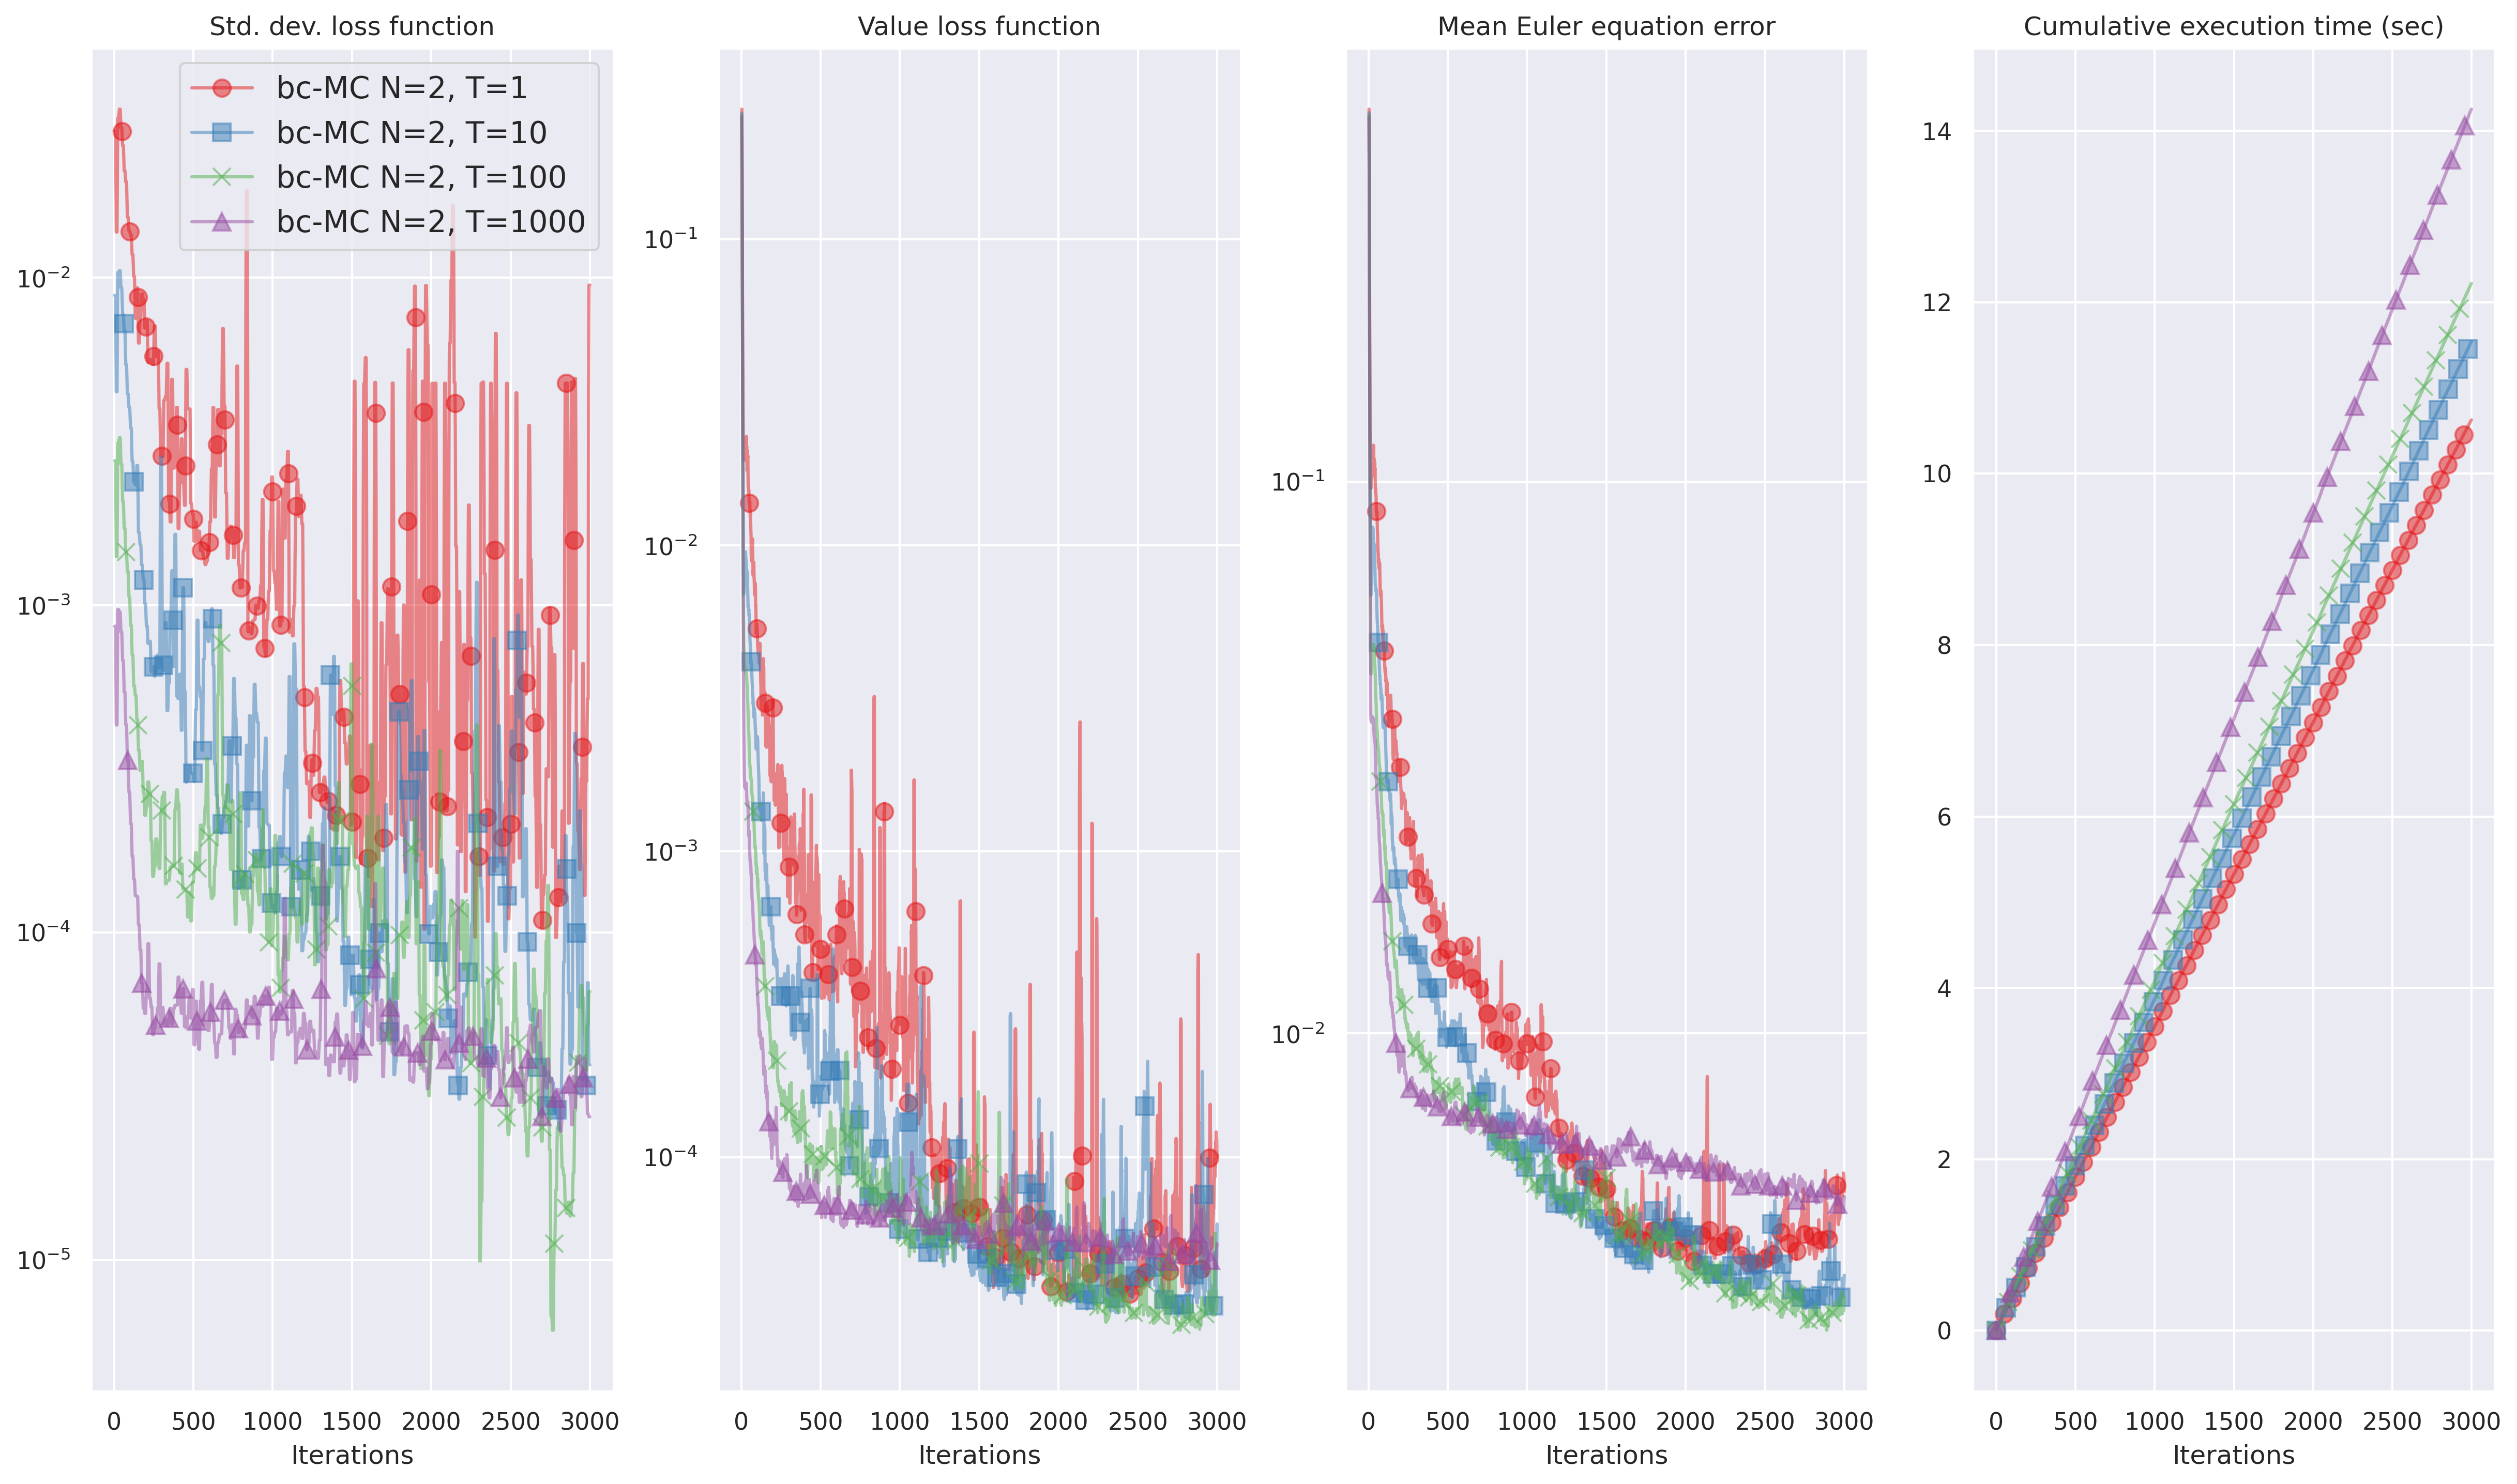 Std. dev. loss function
Value loss function
Mean Euler equation error
Cumulative execution time (sec)
bc-MC N=2, T=1
bc-MC N=2, T=10
bc-MC N=2, T=100
bc-MC N=2, T=1000
10⁻²
10⁻³
10⁻⁴
10⁻⁵
0 500 1000 1500 2000 2500 3000
Iterations
10⁻¹
10⁻²
10⁻³
10⁻⁴
0 500 1000 1500 2000 2500 3000
Iterations
10⁻¹
10⁻²
0 500 1000 1500 2000 2500 3000
Iterations
14
12
10
8
6
4
2
0
0 500 1000 1500 2000 2500 3000
Iterations